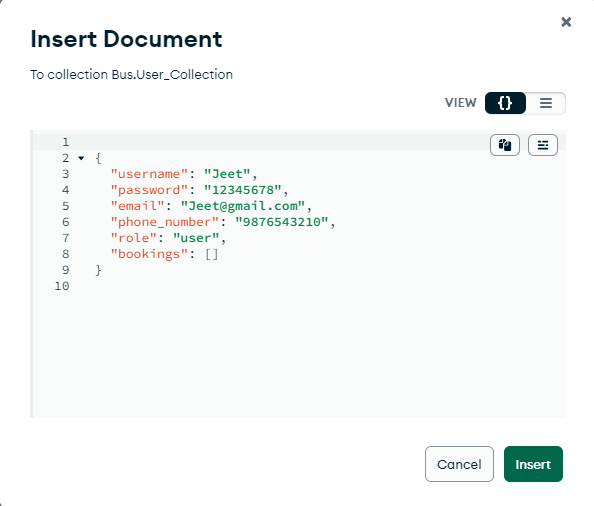 Insert Document
To collection Bus.User_Collection
VIEW {}
1
2 {
3 "username": "Jeet",
4 "password": "12345678",
5 "email": "Jeet@gmail.com",
6 "phone_number": "9876543210",
7 "role": "user",
8 "bookings": []
9 }
10
Cancel Insert